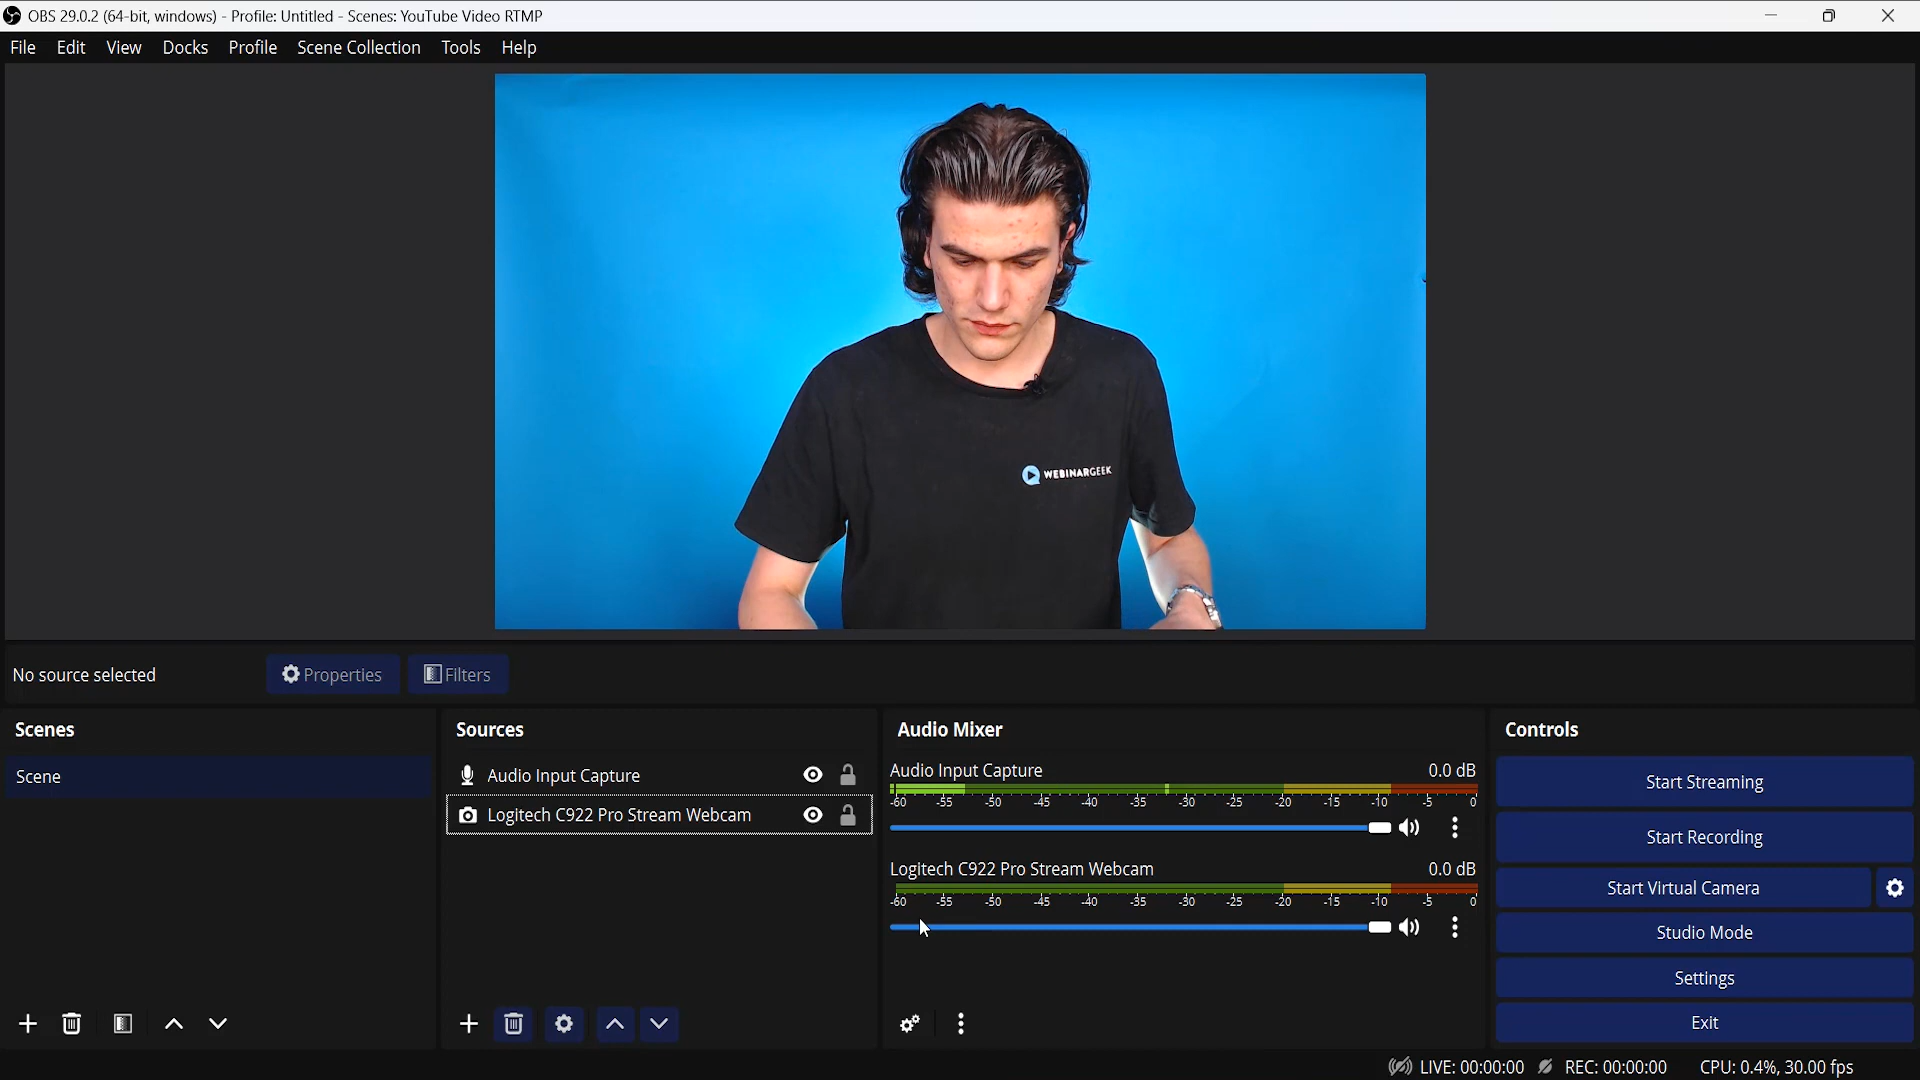 OBS 29.0.2 (64-bit, windows) - Profile: Untitled - Scenes: YouTube Video RTMP
File Edit View Docks Profile Scene Collection Tools Help
WEBINARGEEK
No source selected Properties Filters
Scenes
Scene
Sources
Audio Input Capture
Logitech C922 Pro Stream Webcam
Audio Mixer
Audio Input Capture 0.0 dB
-60 -55 -50 -45 -40 -35 -30 -25 -20 -15 -10 -5 0
Logitech C922 Pro Stream Webcam 0.0 dB
-60 -55 -50 -45 -40 -35 -30 -25 -20 -15 -10 -5 0
Controls
Start Streaming
Start Recording
Start Virtual Camera
Studio Mode
Settings
Exit
LIVE: 00:00:00 REC: 00:00:00 CPU: 0.4%, 30.00 fps